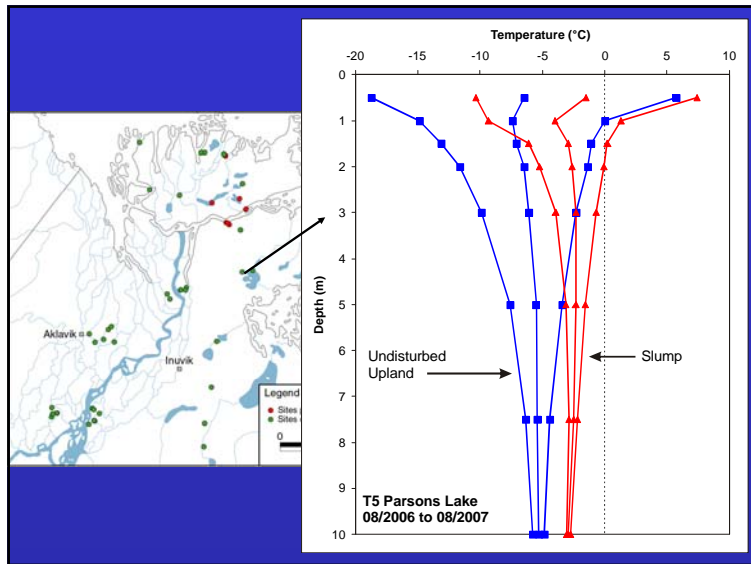 Aklavik
Inuvik
Legend
Sites
Sites
0
Temperature (°C)
-20 -15 -10 -5 0 5 10
0
1
2
3
4
5
6
7
8
9
10
Depth (m)
Undisturbed
Upland
Slump
T5 Parsons Lake
08/2006 to 08/2007